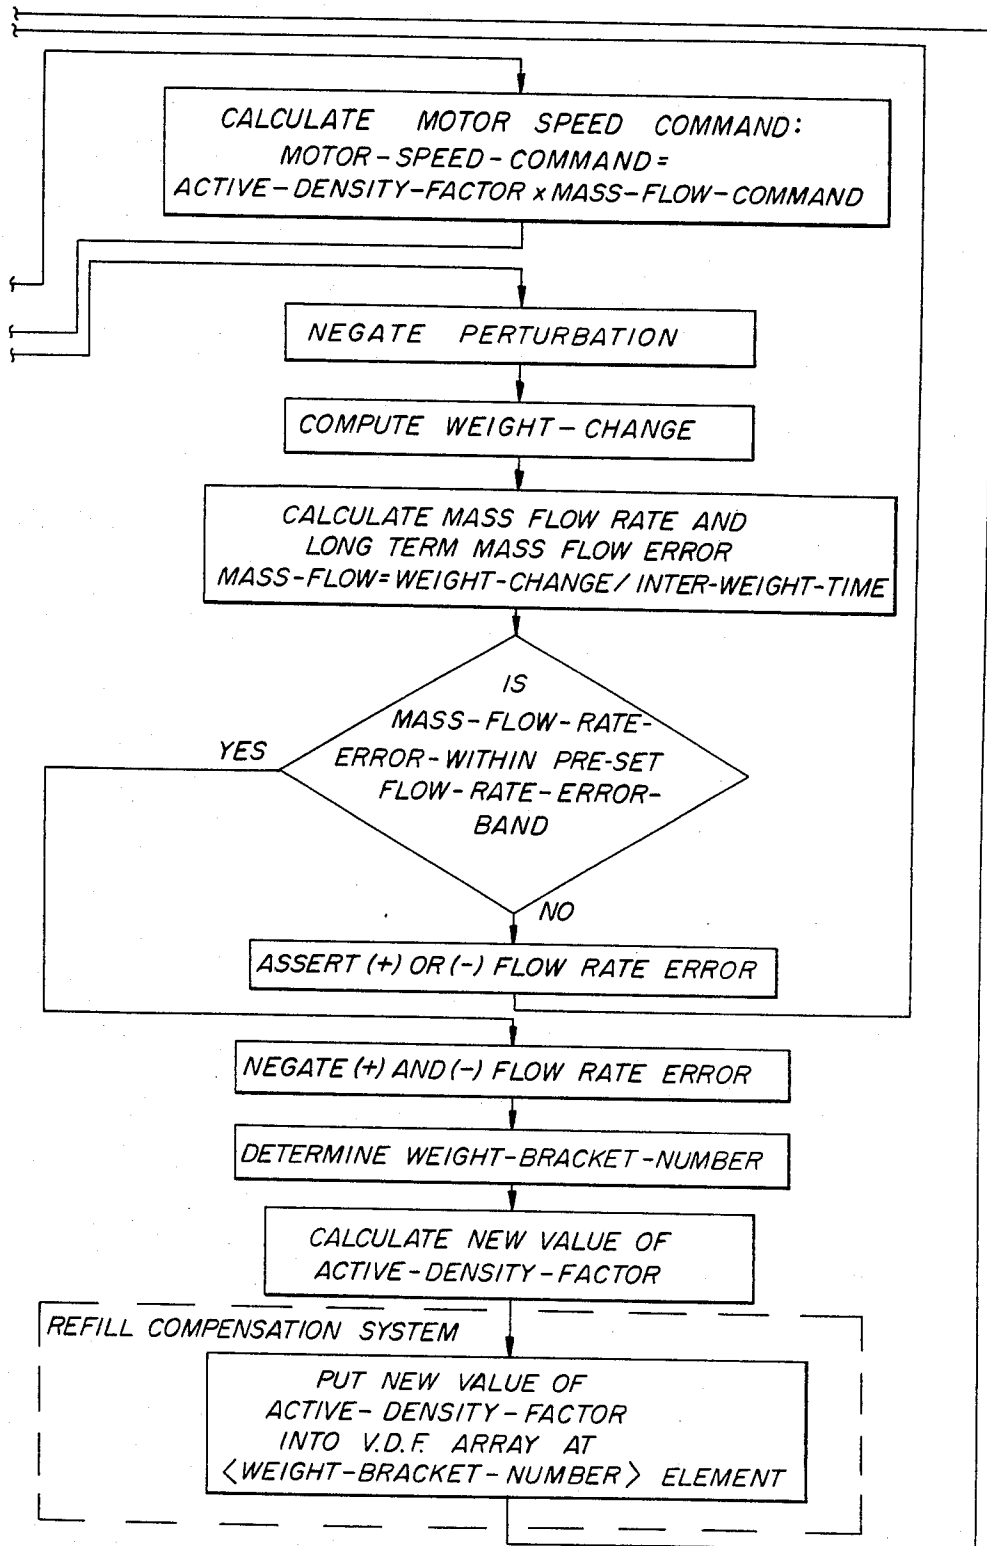 CALCULATE MOTOR SPEED COMMAND:
MOTOR-SPEED-COMMAND=
ACTIVE-DENSITY-FACTOR x MASS-FLOW-COMMAND
NEGATE PERTURBATION
COMPUTE WEIGHT-CHANGE
CALCULATE MASS FLOW RATE AND
LONG TERM MASS FLOW ERROR
MASS-FLOW=WEIGHT-CHANGE/INTER-WEIGHT-TIME
IS
MASS-FLOW-RATE-
ERROR-WITHIN PRE-SET
FLOW-RATE-ERROR-
BAND
YES
NO
ASSERT (+) OR (-) FLOW RATE ERROR
NEGATE (+) AND (-) FLOW RATE ERROR
DETERMINE WEIGHT-BRACKET-NUMBER
CALCULATE NEW VALUE OF
ACTIVE-DENSITY-FACTOR
REFILL COMPENSATION SYSTEM
PUT NEW VALUE OF
ACTIVE-DENSITY-FACTOR
INTO V.D.F. ARRAY AT
<WEIGHT-BRACKET-NUMBER> ELEMENT